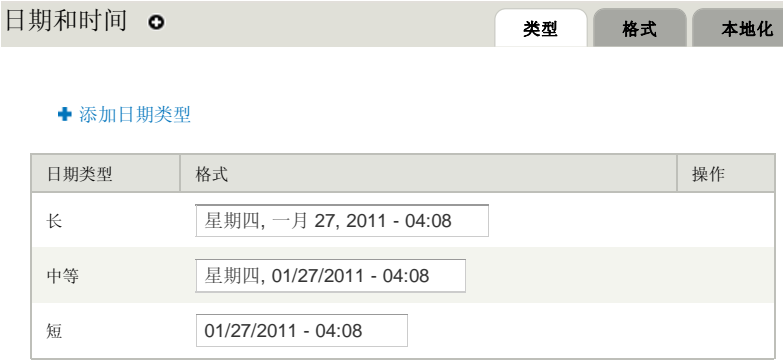 日期和时间
类型 格式 本地化
添加日期类型
日期类型 格式 操作
长 星期四, 一月 27, 2011 - 04:08
中等 星期四, 01/27/2011 - 04:08
短 01/27/2011 - 04:08